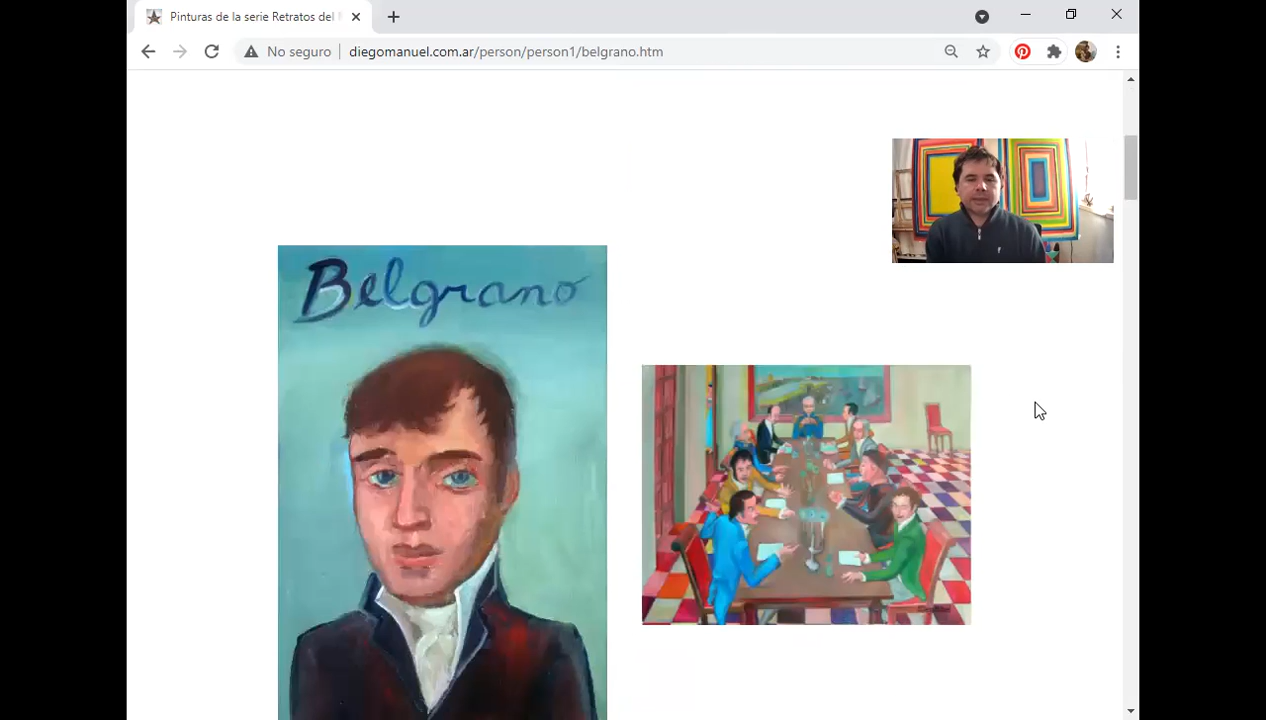 Pinturas de la serie Retratos del
No seguro
diegomanuel.com.ar/person/person1/belgrano.htm
Belgrano